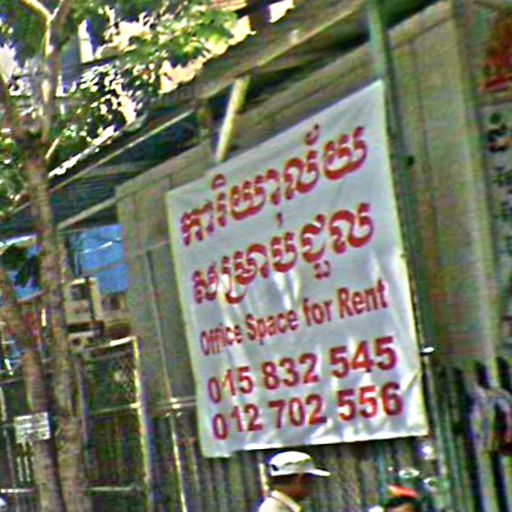 ការិយាល័យ
សម្រាប់ជួល
Office Space for Rent
015 832 545
012 702 556